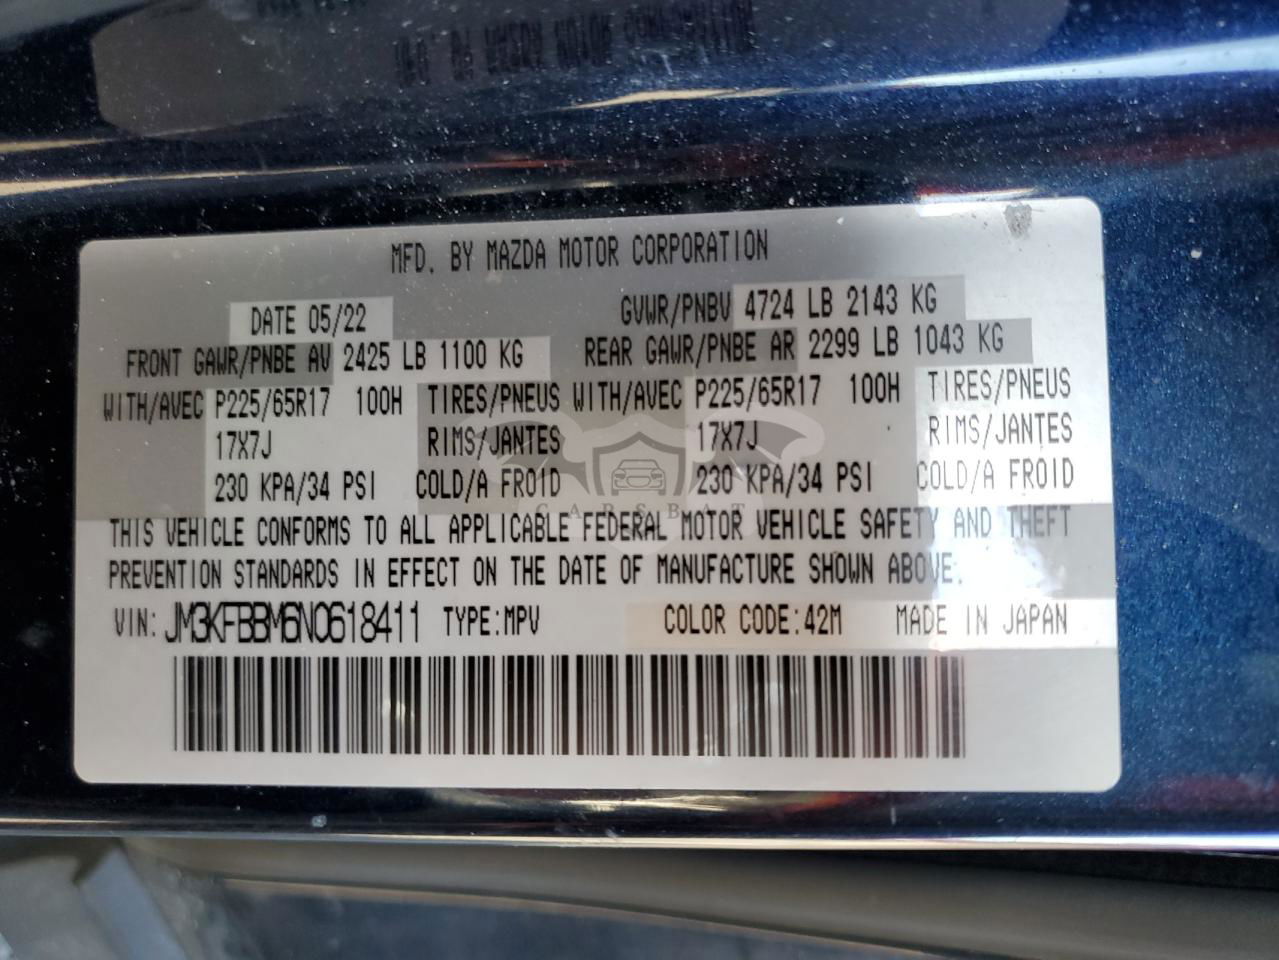 MFD. BY MAZDA MOTOR CORPORATION
DATE 05/22 GVWR/PNBV 4724 LB 2143 KG
FRONT GAWR/PNBE AV 2425 LB 1100 KG REAR GAWR/PNBE AR 2299 LB 1043 KG
WITH/AVEC P225/65R17 100H TIRES/PNEUS WITH/AVEC P225/65R17 100H TIRES/PNEUS
17X7J RIMS/JANTES 17X7J RIMS/JANTES
230 KPA/34 PSI COLD/A FROID 230 KPA/34 PSI COLD/A FROID
CARSBAT
THIS VEHICLE CONFORMS TO ALL APPLICABLE FEDERAL MOTOR VEHICLE SAFETY AND THEFT
PREVENTION STANDARDS IN EFFECT ON THE DATE OF MANUFACTURE SHOWN ABOVE.
VIN: JM3KFBBM6N0618411 TYPE:MPV COLOR CODE:42M MADE IN JAPAN